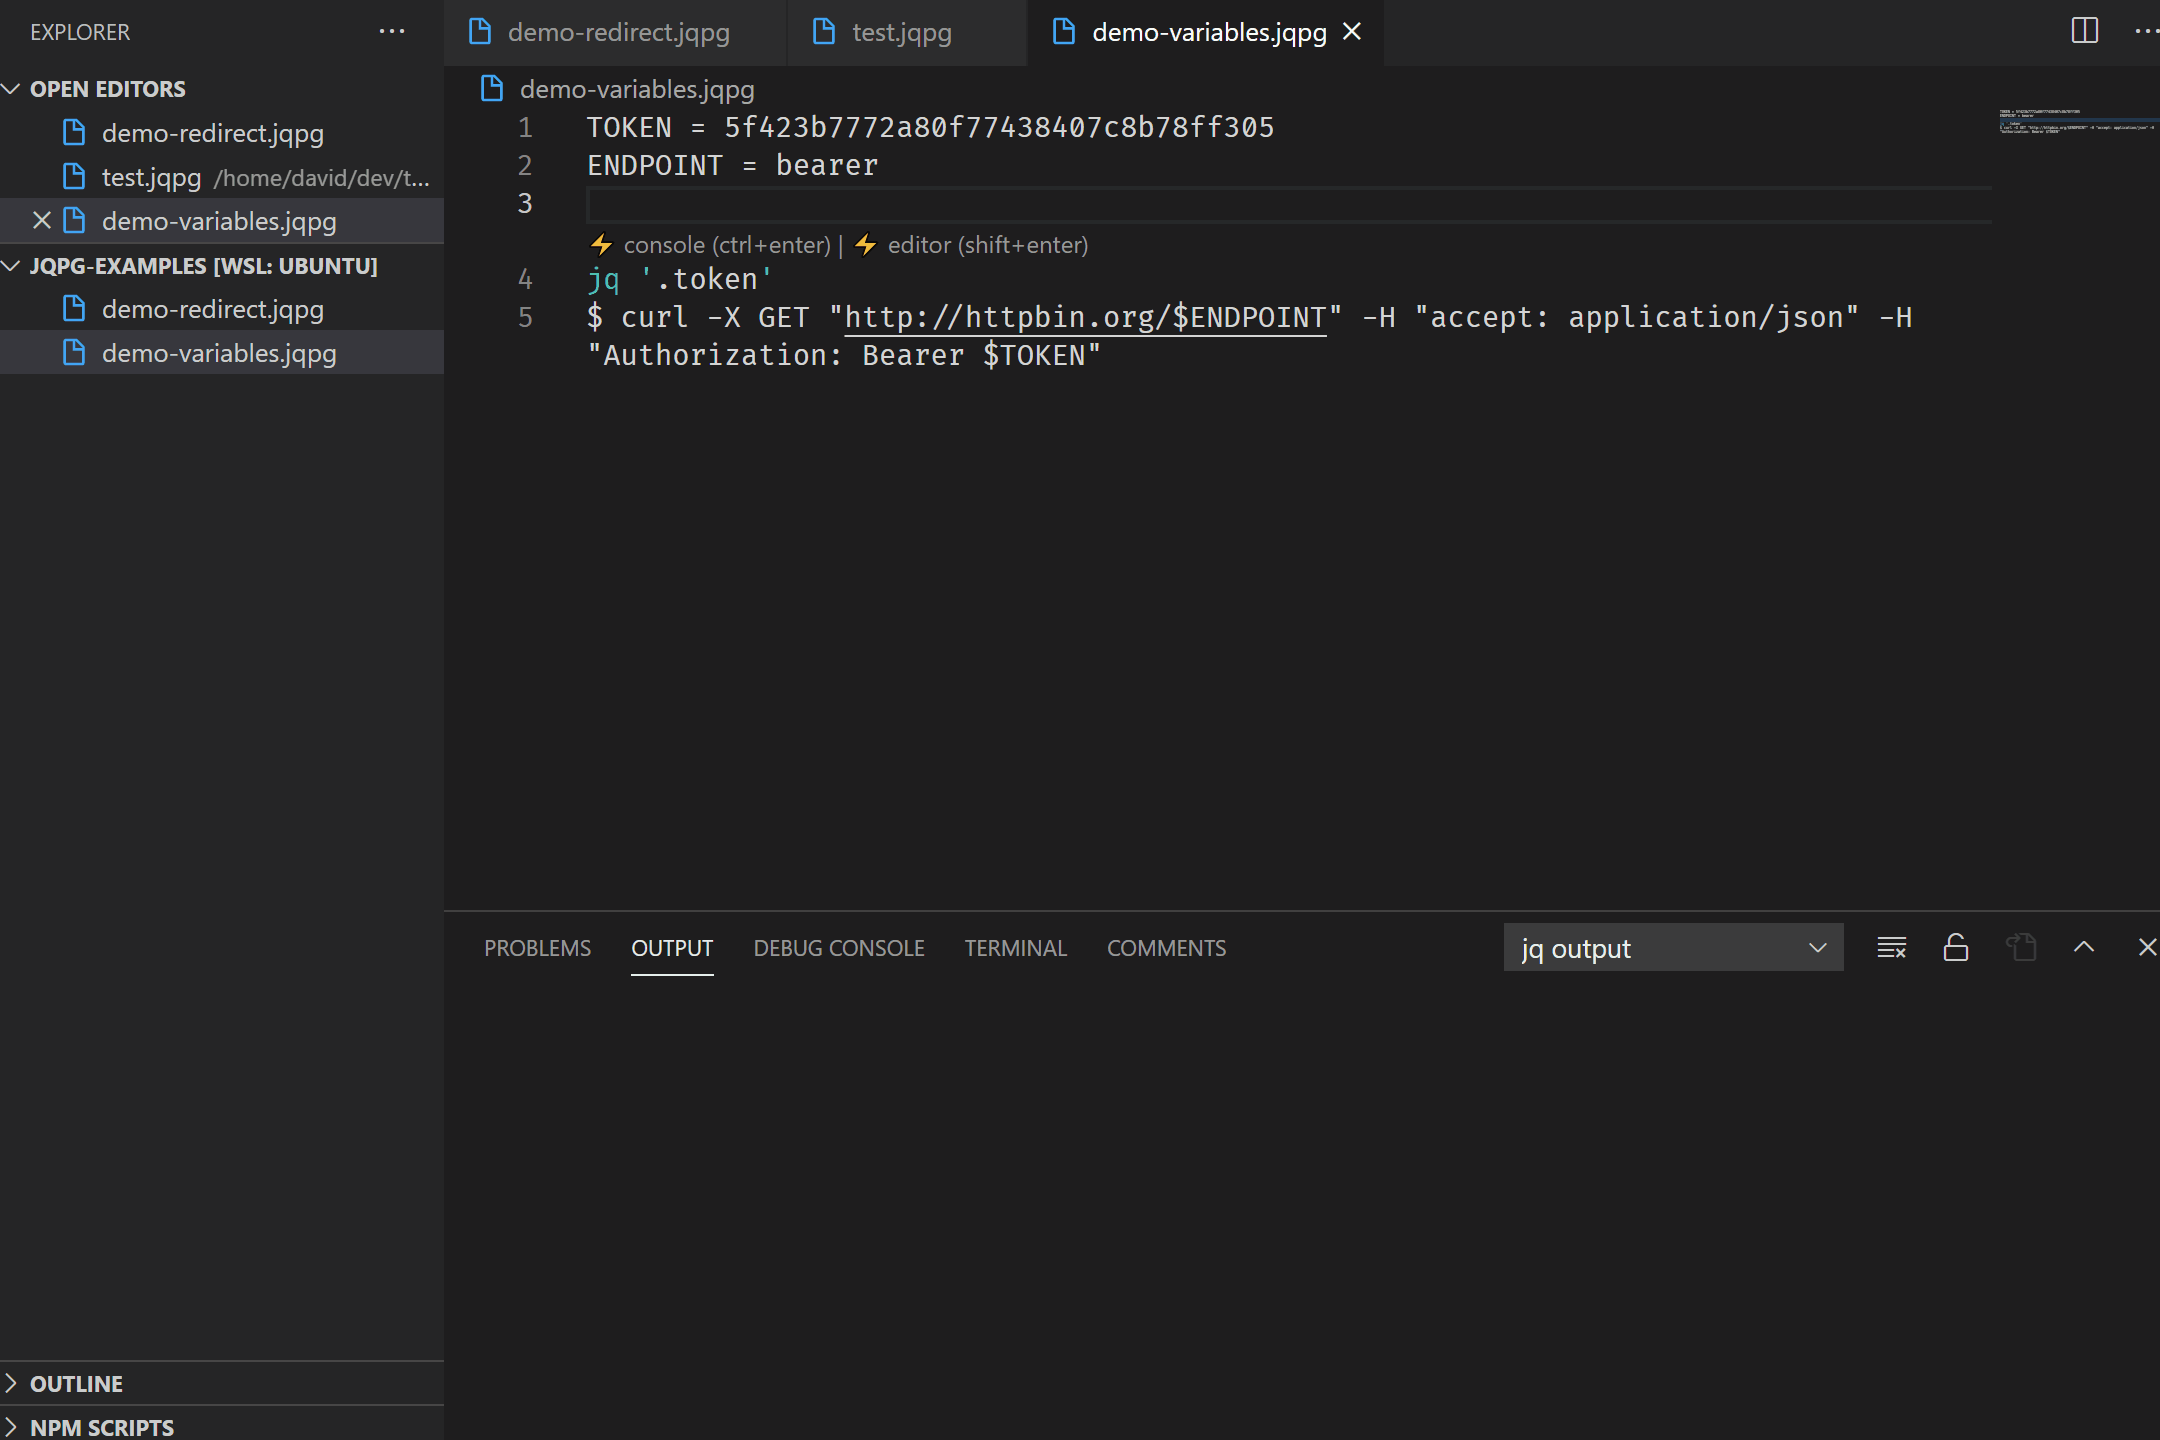 EXPLORER
OPEN EDITORS
demo-redirect.jqpg
test.jqpg /home/david/dev/t...
demo-variables.jqpg
JQPG-EXAMPLES [WSL: UBUNTU]
demo-redirect.jqpg
demo-variables.jqpg
OUTLINE
NPM SCRIPTS
demo-redirect.jqpg
test.jqpg
demo-variables.jqpg
demo-variables.jqpg
1 TOKEN = 5f423b7772a80f77438407c8b78ff305
2 ENDPOINT = bearer
3
console (ctrl+enter) | editor (shift+enter)
4 jq '.token'
5 $ curl -X GET "http://httpbin.org/$ENDPOINT" -H "accept: application/json" -H
"Authorization: Bearer $TOKEN"
PROBLEMS OUTPUT DEBUG CONSOLE TERMINAL COMMENTS
jq output